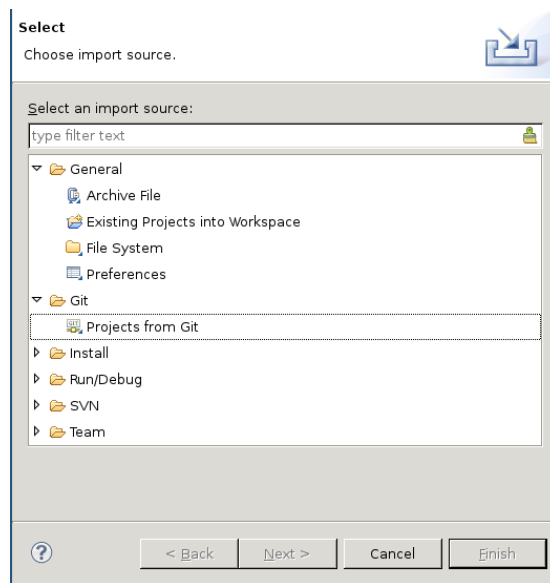 Select
Choose import source.
Select an import source:
type filter text
General
Archive File
Existing Projects into Workspace
File System
Preferences
Git
Projects from Git
Install
Run/Debug
SVN
Team
? < Back Next > Cancel Finish